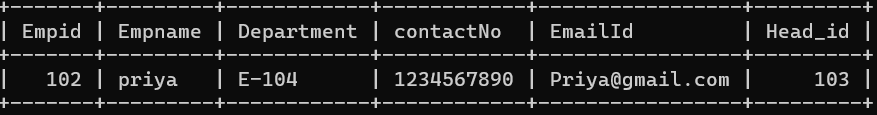 | Empid | Empname | Department | contactNo | EmailId | Head_id |
| 102 | priya | E-104 | 1234567890 | Priya@gmail.com | 103 |